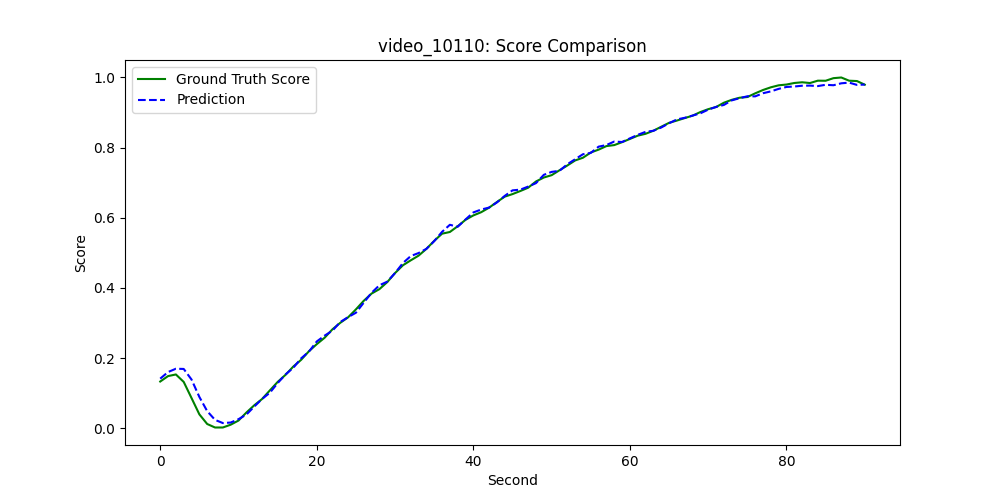 video_10110: Score Comparison
Ground Truth Score
Prediction
1.0
0.8
0.6
0.4
0.2
0.0
Score
0 20 40 60 80
Second